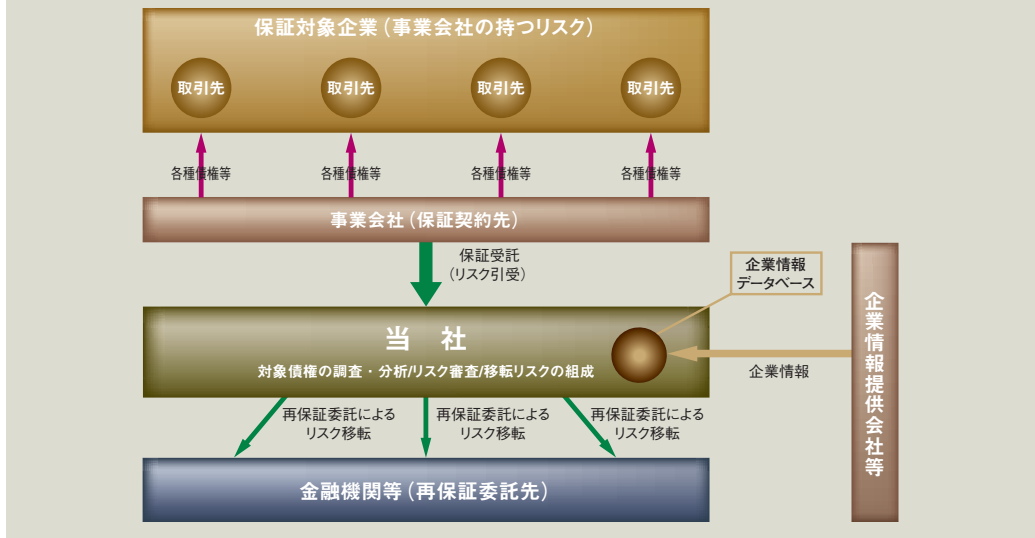 保証対象企業（事業会社の持つリスク）
取引先
取引先
取引先
取引先
各種債権等
各種債権等
各種債権等
各種債権等
事業会社（保証契約先）
保証受託
（リスク引受）
企業情報
データベース
当　社
対象債権の調査・分析/リスク審査/移転リスクの組成
企業情報
企業情報提供会社等
再保証委託による
リスク移転
再保証委託による
リスク移転
再保証委託による
リスク移転
金融機関等（再保証委託先）